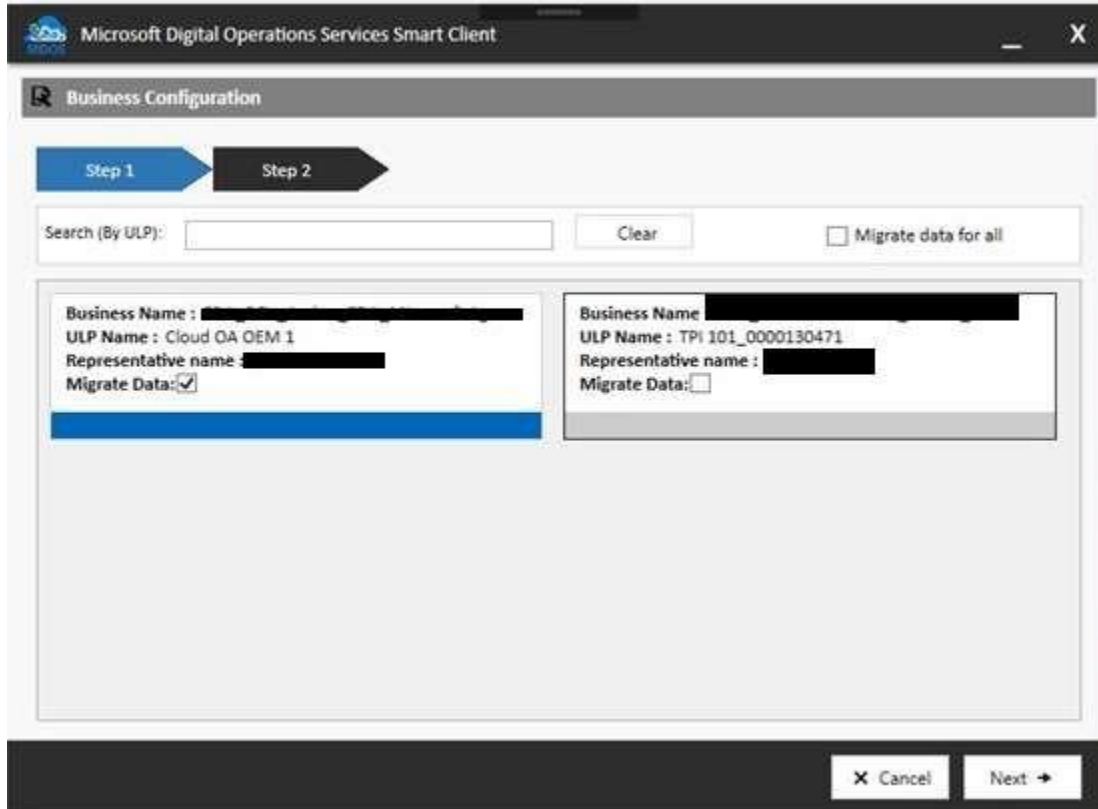 MDOS
Microsoft Digital Operations Services Smart Client
_ X
Business Configuration
Step 1
Step 2
Search (By ULP):
Clear
Migrate data for all
Business Name :
ULP Name : Cloud OA OEM 1
Representative name :
Migrate Data:
Business Name
ULP Name : TPI 101_0000130471
Representative name :
Migrate Data:
X Cancel
Next →